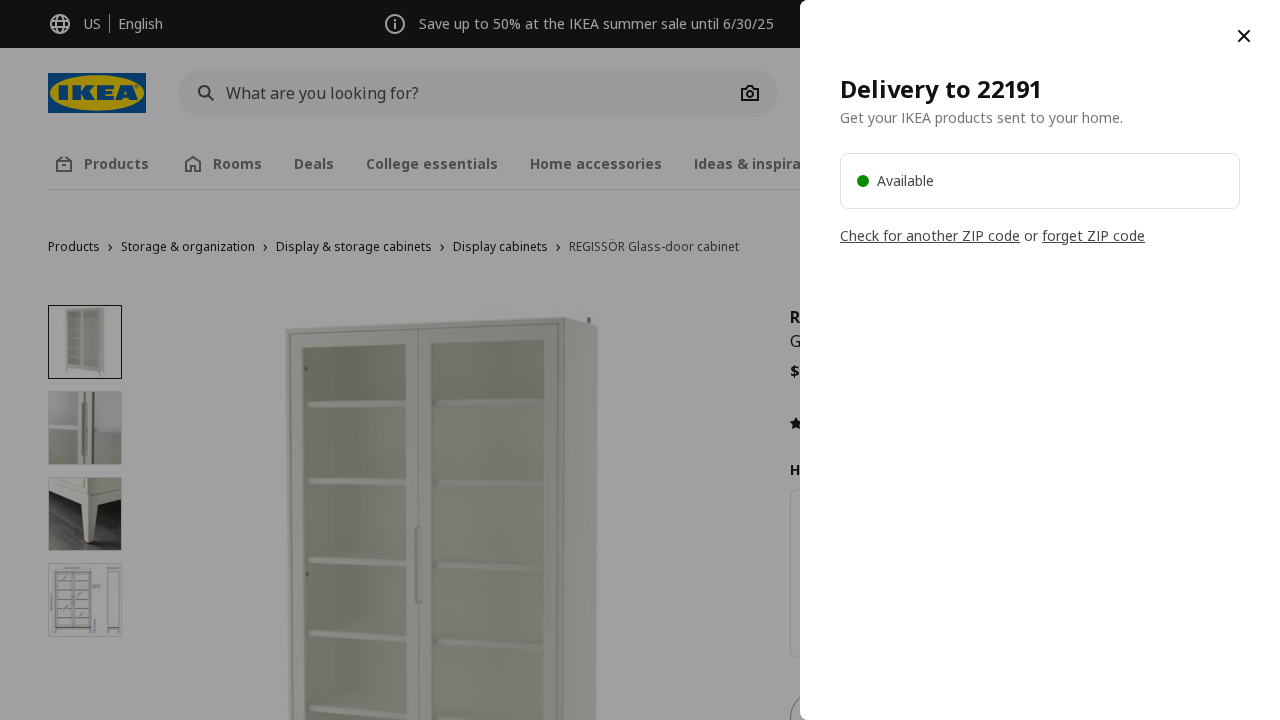 US
English
Save up to 50% at the IKEA summer sale until 6/30/25
IKEA
What are you looking for?
Products
Rooms
Deals
College essentials
Home accessories
Ideas & inspira
Products › Storage & organization › Display & storage cabinets › Display cabinets › REGISSÖR Glass-door cabinet
R
G
$
H
Delivery to 22191
Get your IKEA products sent to your home.
Available
Check for another ZIP code or forget ZIP code